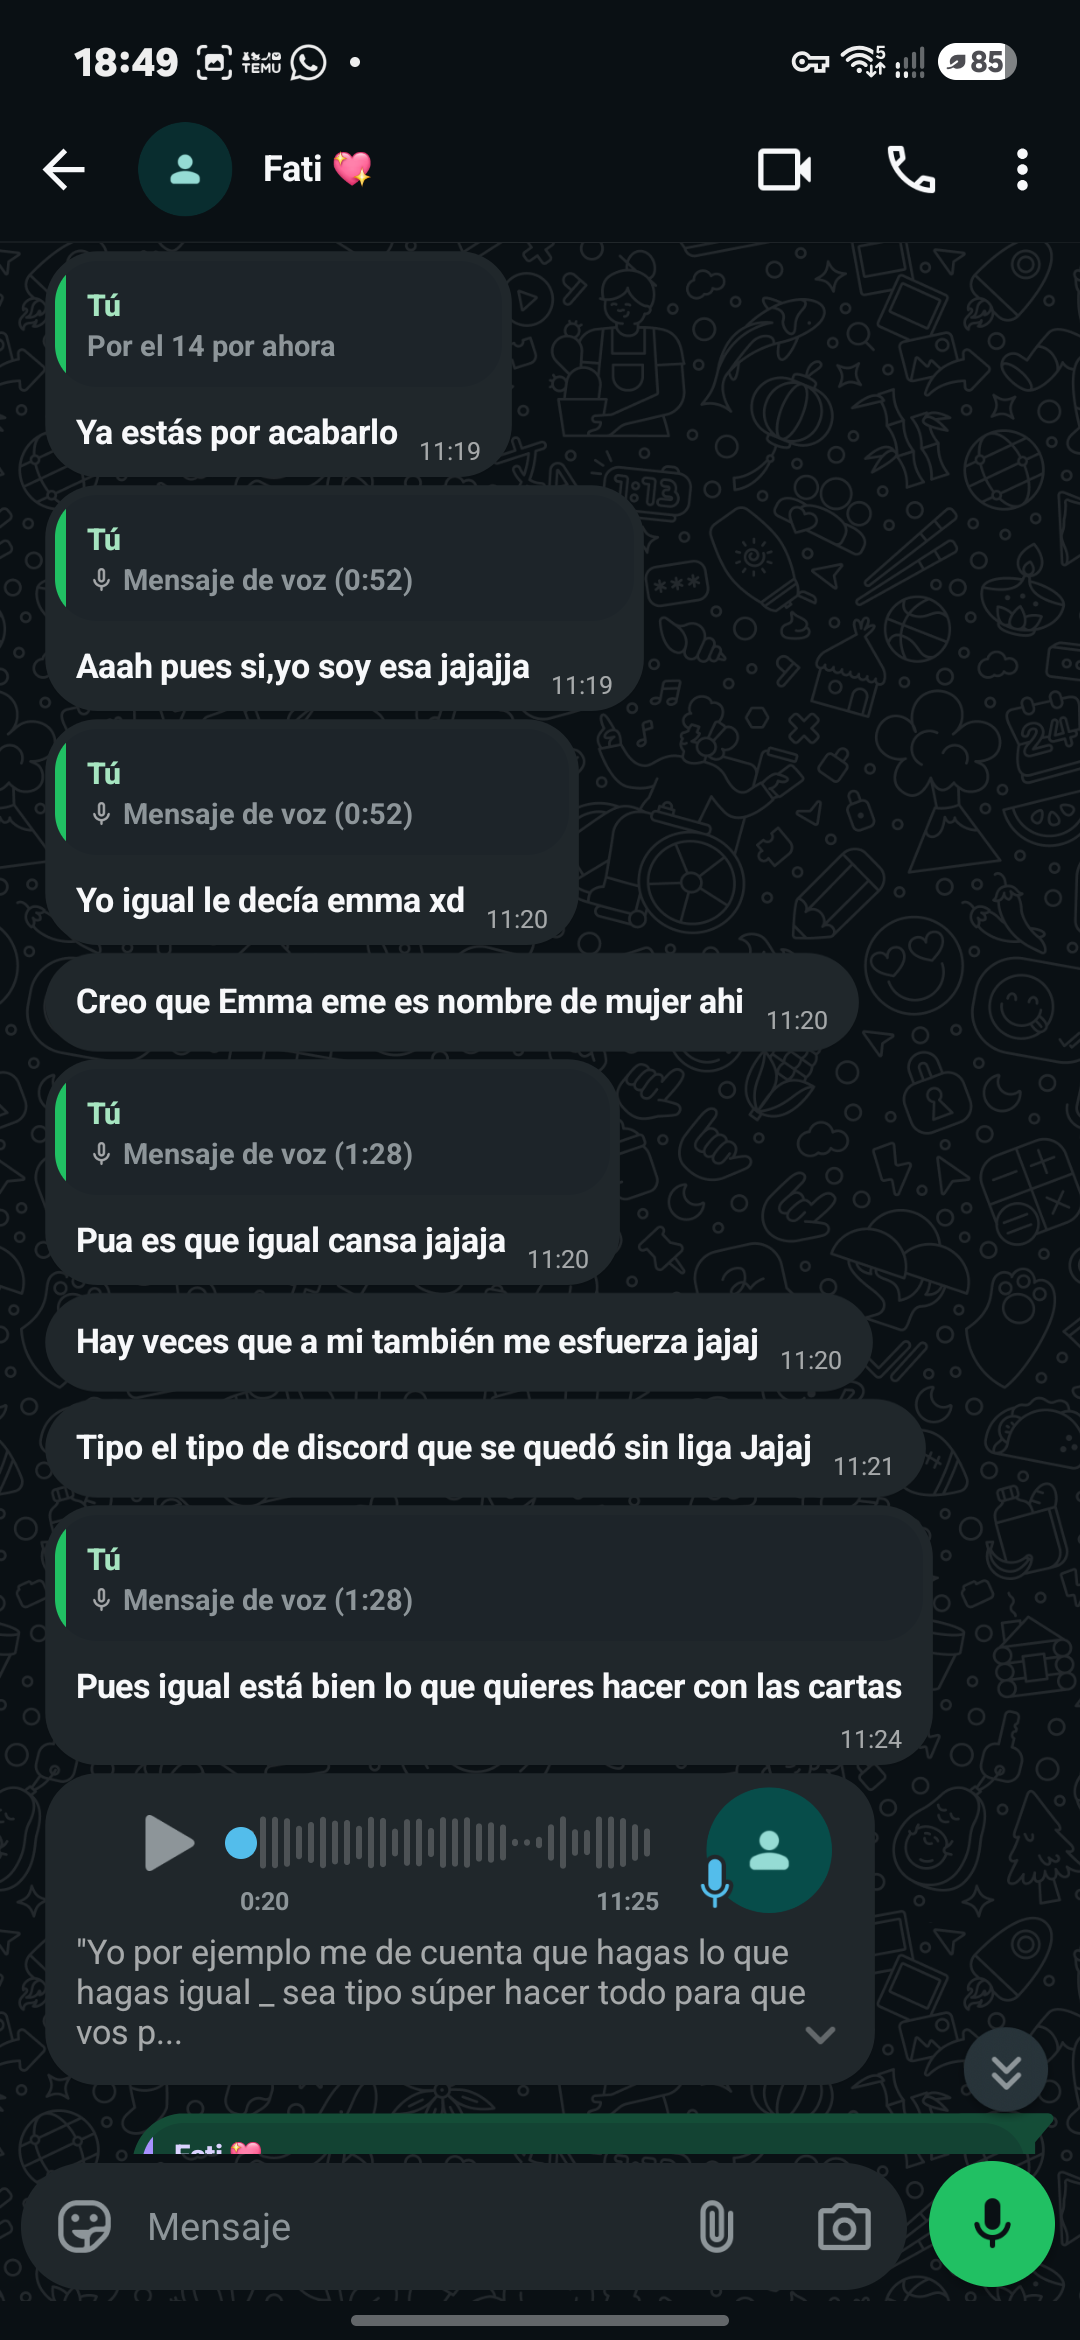 18:49 TEMU 5 85
Fati 💖
Tú
Por el 14 por ahora
Ya estás por acabarlo 11:19
Tú
Mensaje de voz (0:52)
Aaah pues si,yo soy esa jajajja 11:19
Tú
Mensaje de voz (0:52)
Yo igual le decía emma xd 11:20
Creo que Emma eme es nombre de mujer ahi 11:20
Tú
Mensaje de voz (1:28)
Pua es que igual cansa jajaja 11:20
Hay veces que a mi también me esfuerza jajaj 11:20
Tipo el tipo de discord que se quedó sin liga Jajaj 11:21
Tú
Mensaje de voz (1:28)
Pues igual está bien lo que quieres hacer con las cartas
11:24
0:20 11:25
"Yo por ejemplo me de cuenta que hagas lo que
hagas igual _ sea tipo súper hacer todo para que
vos p...
Fati 💖
Mensaje